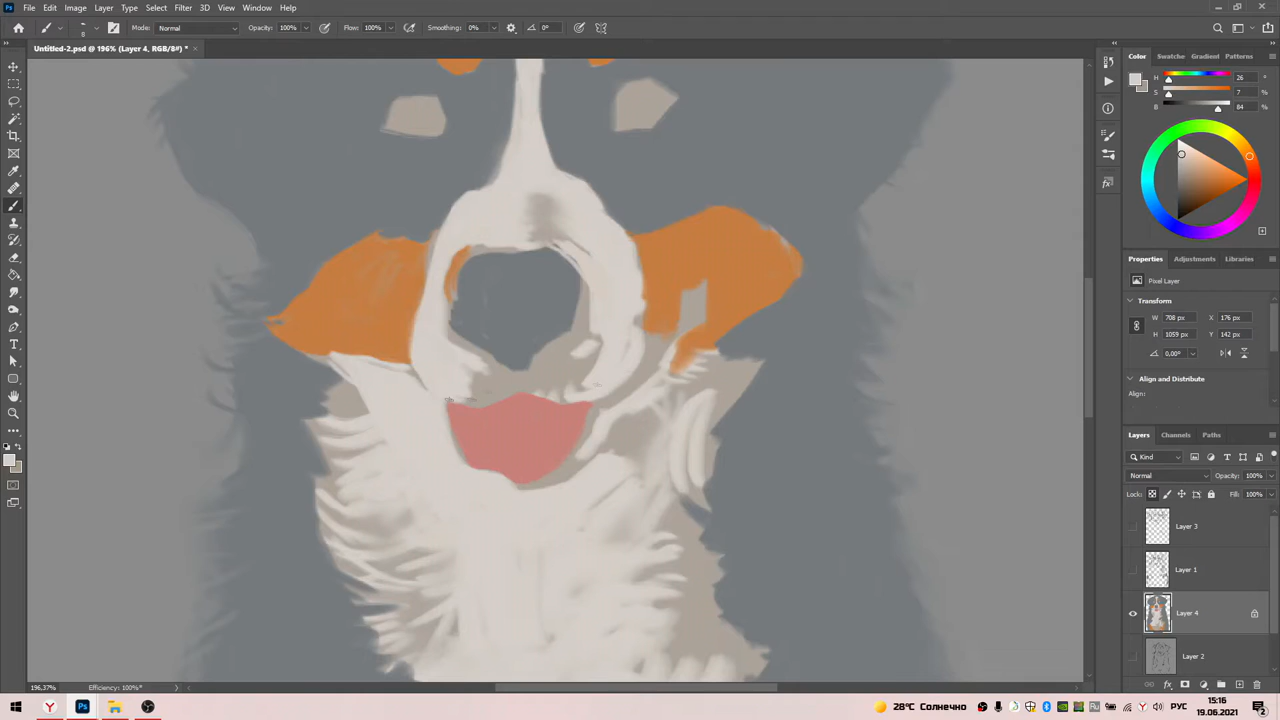 File Edit Image Layer Type Select Filter 3D View Window Help
8 Mode: Normal Opacity: 100% Flow: 100% Smoothing: 0% 0°
Untitled-2.psd @ 196% (Layer 4, RGB/8#) *
Color Swatche Gradient Patterns
H 26 °
S 7 %
B 84 %
Properties Adjustments Libraries
Pixel Layer
Transform
W 708 px X 176 px
H 1059 px Y 142 px
0,00°
Align and Distribute
Align:
Layers Channels Paths
Kind
Normal Opacity: 100%
Lock: Fill: 100%
Layer 3
Layer 1
Layer 4
Layer 2
196,37% Efficiency: 100%*
28°C Солнечно РУС 15:16
19.06.2021 2